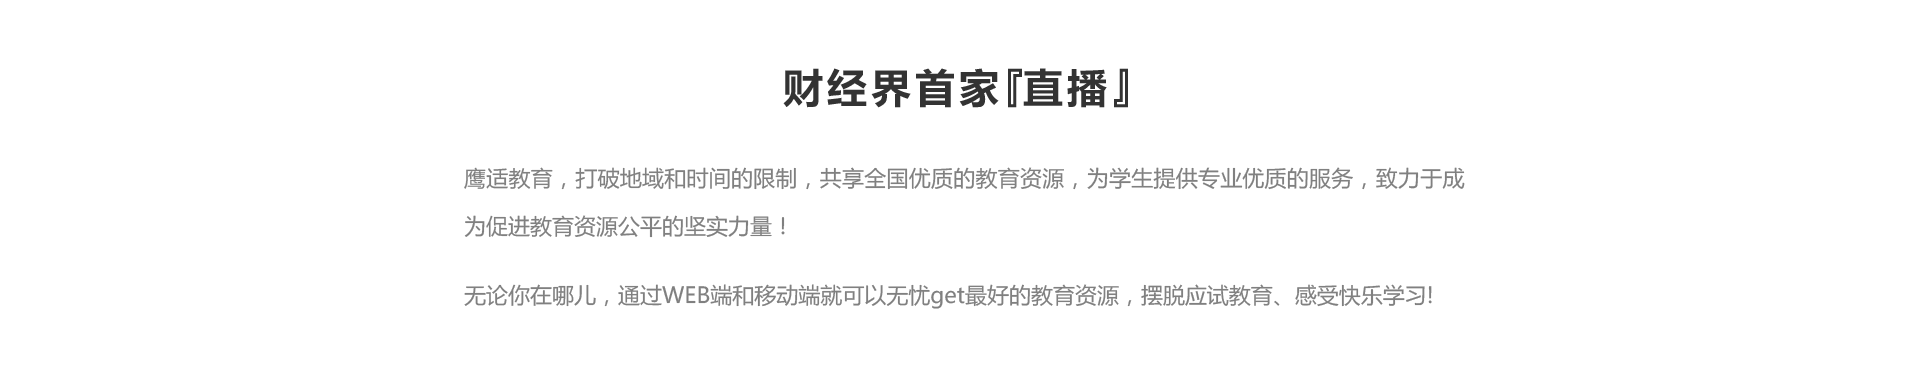 财经界首家『直播』
鹰适教育，打破地域和时间的限制，共享全国优质的教育资源，为学生提供专业优质的服务，致力于成
为促进教育资源公平的坚实力量！
无论你在哪儿，通过WEB端和移动端就可以无忧get最好的教育资源，摆脱应试教育、感受快乐学习!